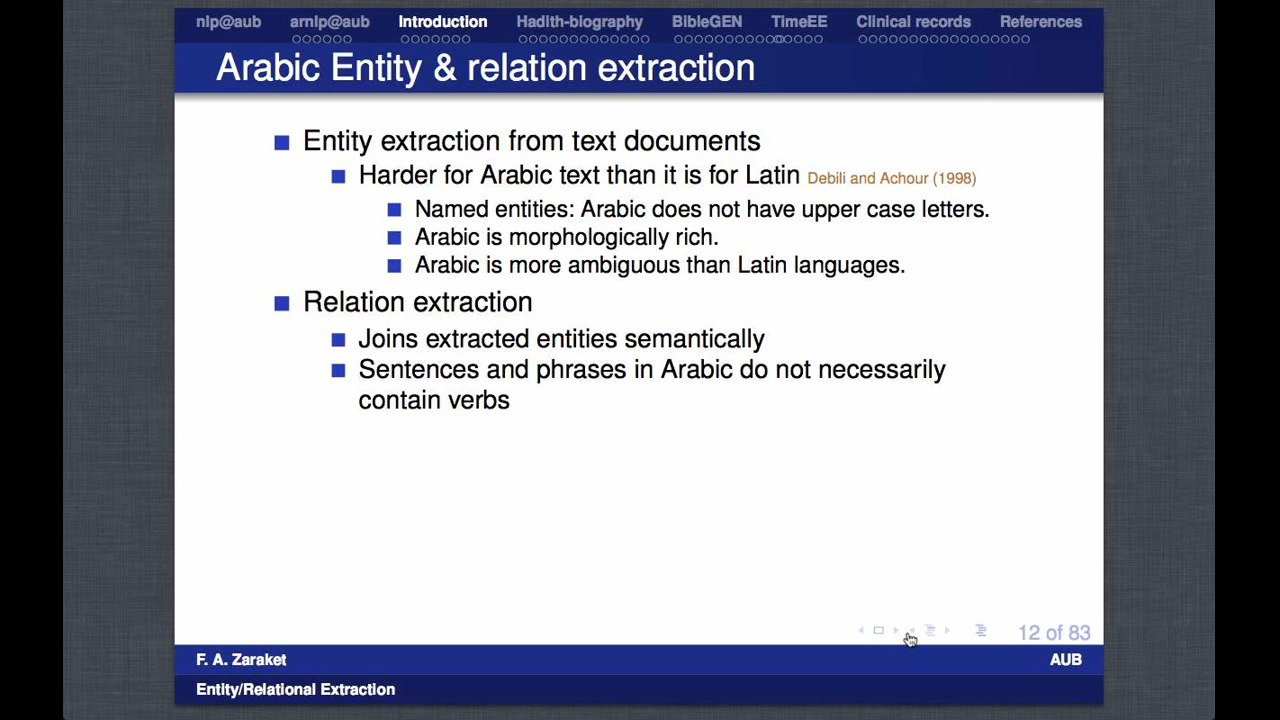 nlp@aub arnlp@aub Introduction Hadith-biography BibleGEN TimeEE Clinical records References
Arabic Entity & relation extraction
Entity extraction from text documents
Harder for Arabic text than it is for Latin Debili and Achour (1998)
Named entities: Arabic does not have upper case letters.
Arabic is morphologically rich.
Arabic is more ambiguous than Latin languages.
Relation extraction
Joins extracted entities semantically
Sentences and phrases in Arabic do not necessarily
contain verbs
12 of 83
F. A. Zaraket AUB
Entity/Relational Extraction